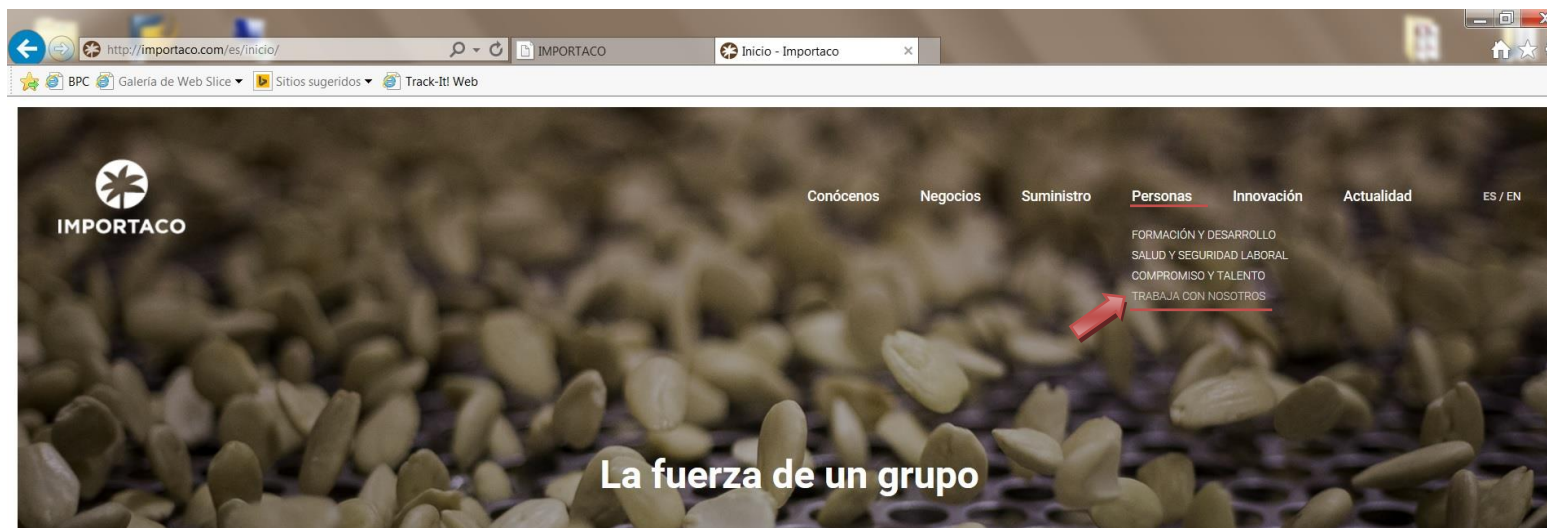 http://importaco.com/es/inicio/
IMPORTACO
Inicio - Importaco
BPC
Galería de Web Slice
Sitios sugeridos
Track-It! Web
IMPORTACO
Conócenos
Negocios
Suministro
Personas
Innovación
Actualidad
ES / EN
FORMACIÓN Y DESARROLLO
SALUD Y SEGURIDAD LABORAL
COMPROMISO Y TALENTO
TRABAJA CON NOSOTROS
La fuerza de un grupo